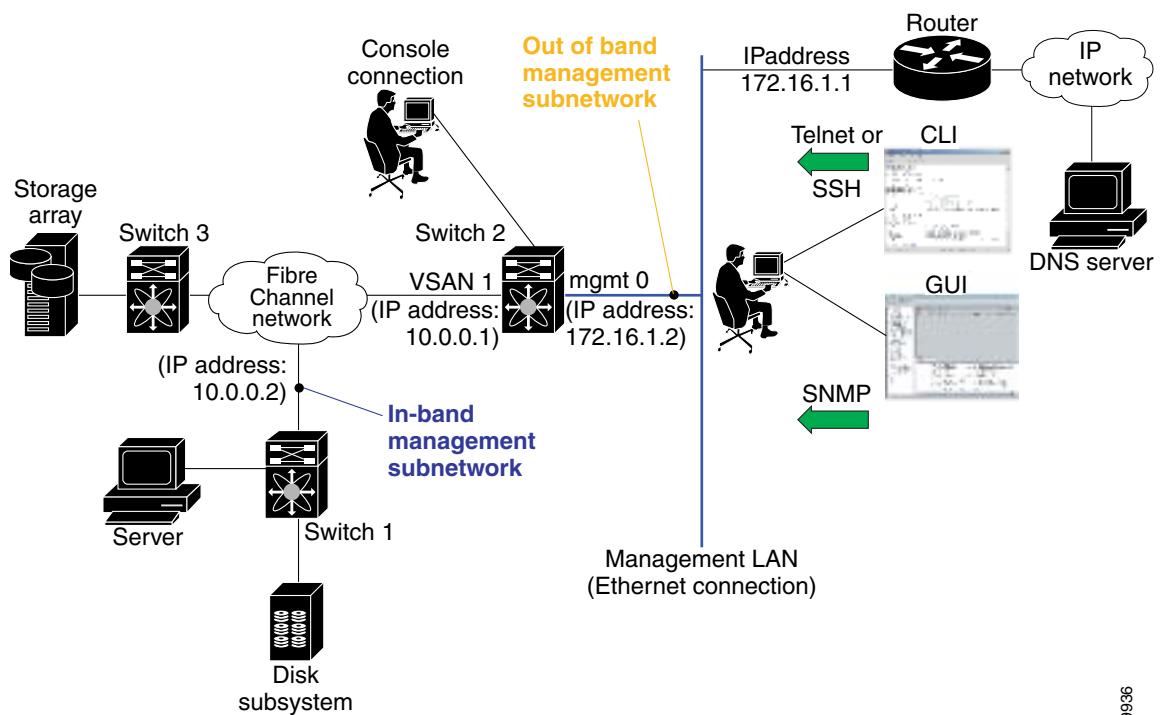 Router
IP
network
IPaddress
172.16.1.1
Out of band
management
subnetwork
Console
connection
Telnet or
SSH
CLI
DNS server
Storage
array
Switch 3
Switch 2
Fibre
Channel
network
VSAN 1
(IP address:
10.0.0.1)
mgmt 0
(IP address:
172.16.1.2)
GUI
SNMP
(IP address:
10.0.0.2)
In-band
management
subnetwork
Server
Switch 1
Management LAN
(Ethernet connection)
Disk
subsystem